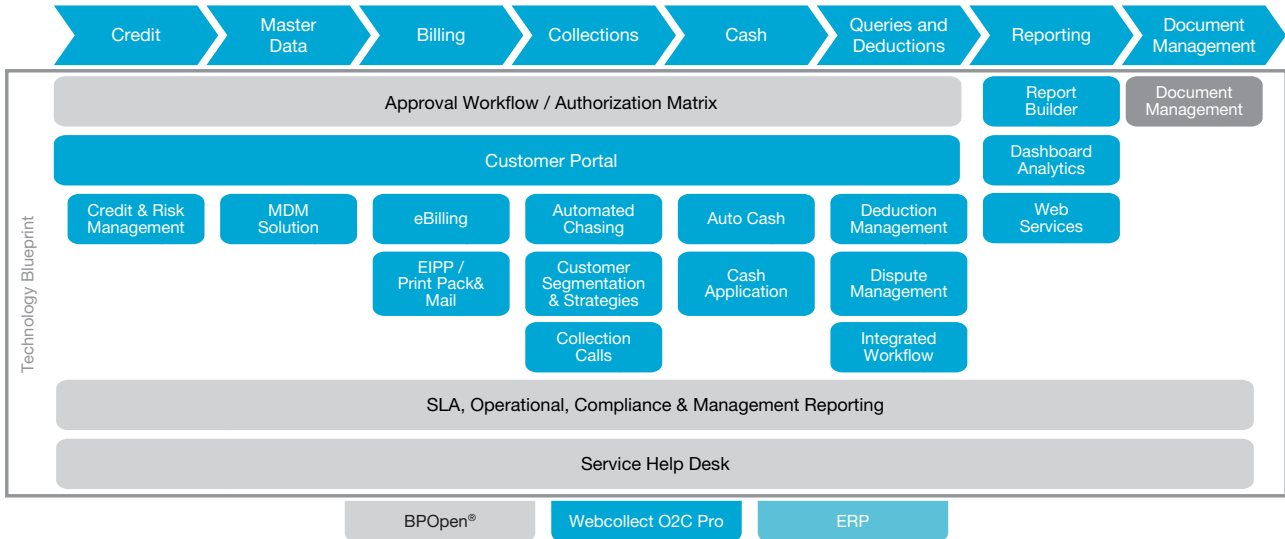 Credit
Master
Data
Billing
Collections
Cash
Queries and
Deductions
Reporting
Document
Management
Technology Blueprint
Approval Workflow / Authorization Matrix
Report
Builder
Document
Management
Customer Portal
Dashboard
Analytics
Credit & Risk
Management
MDM
Solution
eBilling
Automated
Chasing
Auto Cash
Deduction
Management
Web
Services
EIPP /
Print Pack&
Mail
Customer
Segmentation
& Strategies
Cash
Application
Dispute
Management
Collection
Calls
Integrated
Workflow
SLA, Operational, Compliance & Management Reporting
Service Help Desk
BPOpen®
Webcollect O2C Pro
ERP